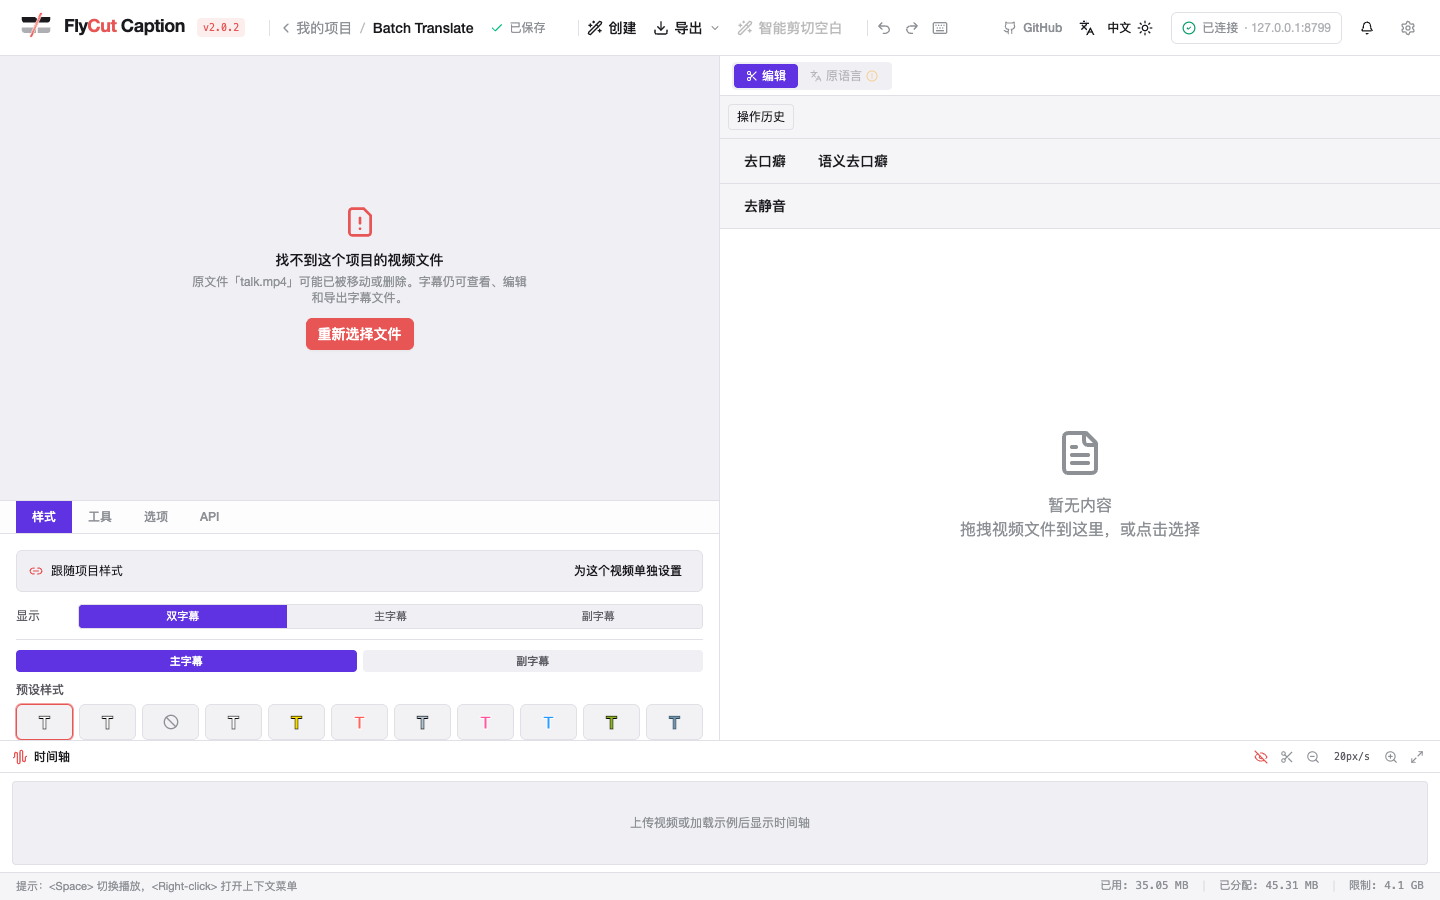 FlyCut Caption v2.0.2 我的项目 / Batch Translate 已保存 创建 导出 智能剪切空白 GitHub 中文 已连接 · 127.0.0.1:8799
找不到这个项目的视频文件
原文件「talk.mp4」可能已被移动或删除。字幕仍可查看、编辑
和导出字幕文件。
重新选择文件
样式 工具 选项 API
跟随项目样式 为这个视频单独设置
显示 双字幕 主字幕 副字幕
主字幕 副字幕
预设样式
T T T T T T T T T T
编辑 原语言
操作历史
去口癖 语义去口癖
去静音
暂无内容
拖拽视频文件到这里，或点击选择
时间轴 20px/s
上传视频或加载示例后显示时间轴
提示: <Space> 切换播放，<Right-click> 打开上下文菜单 已用: 35.05 MB 已分配: 45.31 MB 限制: 4.1 GB